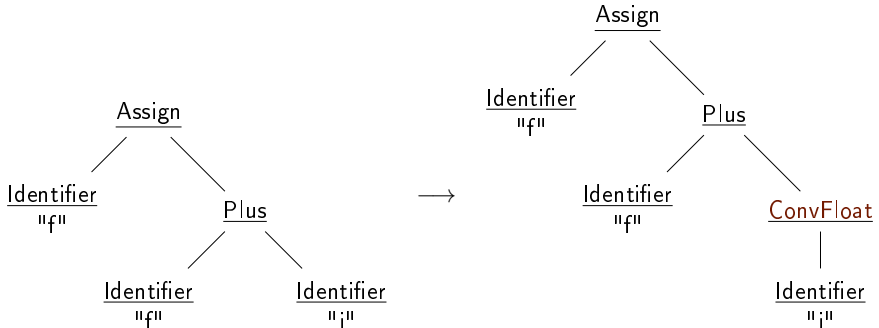 Assign
Identifier
"f"
Plus
Identifier
"f"
Identifier
"i"
Assign
Identifier
"f"
Plus
Identifier
"f"
ConvFloat
Identifier
"i"